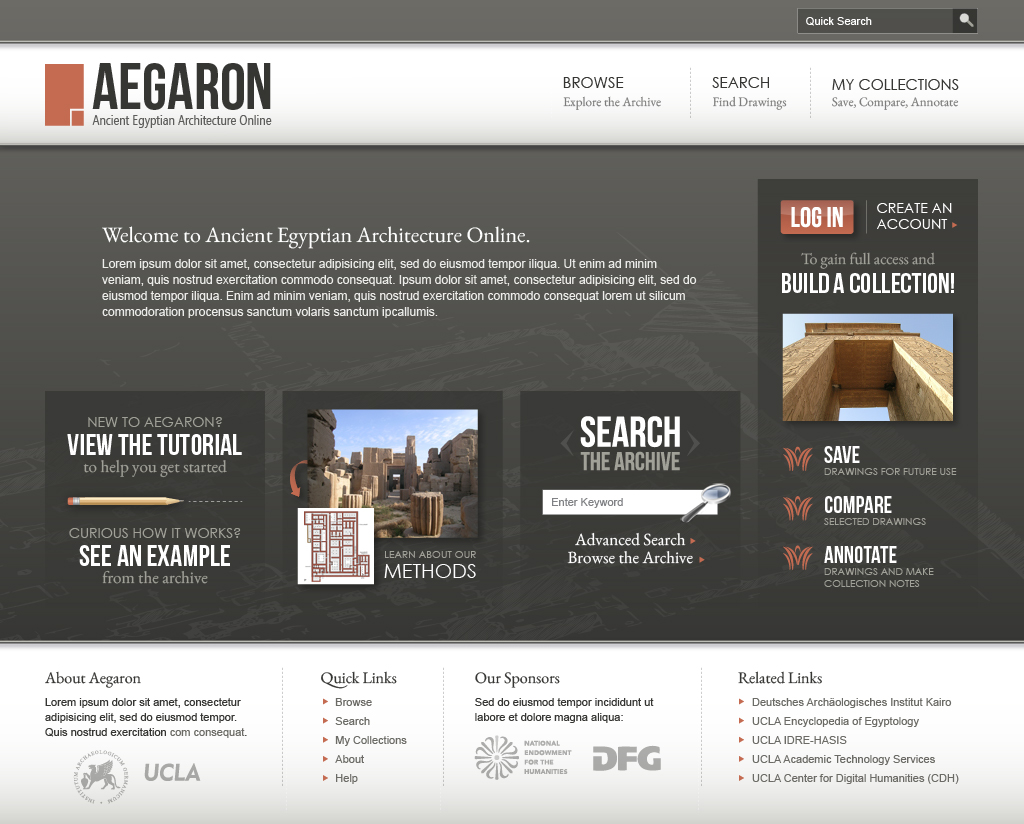 Quick Search
AEGARON
Ancient Egyptian Architecture Online
BROWSE
Explore the Archive
SEARCH
Find Drawings
MY COLLECTIONS
Save, Compare, Annotate
Welcome to Ancient Egyptian Architecture Online.
Lorem ipsum dolor sit amet, consectetur adipisicing elit, sed do eiusmod tempor iliqua. Ut enim ad minim
veniam, quis nostrud exercitation commodo consequat. Ipsum dolor sit amet, consectetur adipisicing elit, sed do
eiusmod tempor iliqua. Enim ad minim veniam, quis nostrud exercitation commodo consequat lorem ut silicum
commodoration procensus sanctum volaris sanctum ipcallumis.
LOG IN
CREATE AN
ACCOUNT
To gain full access and
BUILD A COLLECTION!
SAVE
DRAWINGS FOR FUTURE USE
COMPARE
SELECTED DRAWINGS
ANNOTATE
DRAWINGS AND MAKE
COLLECTION NOTES
NEW TO AEGARON?
VIEW THE TUTORIAL
to help you get started
CURIOUS HOW IT WORKS?
SEE AN EXAMPLE
from the archive
LEARN ABOUT OUR
METHODS
SEARCH
THE ARCHIVE
Enter Keyword
Advanced Search
Browse the Archive
About Aegaron
Lorem ipsum dolor sit amet, consectetur
adipisicing elit, sed do eiusmod tempor.
Quis nostrud exercitation com consequat.
INSTITUTUM ARCHAEOLOGICUM GERMANICUM
UCLA
Quick Links
Browse
Search
My Collections
About
Help
Our Sponsors
Sed do eiusmod tempor incididunt ut
labore et dolore magna aliqua:
NATIONAL
ENDOWMENT
FOR THE
HUMANITIES
DFG
Related Links
Deutsches Archäologisches Institut Kairo
UCLA Encyclopedia of Egyptology
UCLA IDRE-HASIS
UCLA Academic Technology Services
UCLA Center for Digital Humanities (CDH)